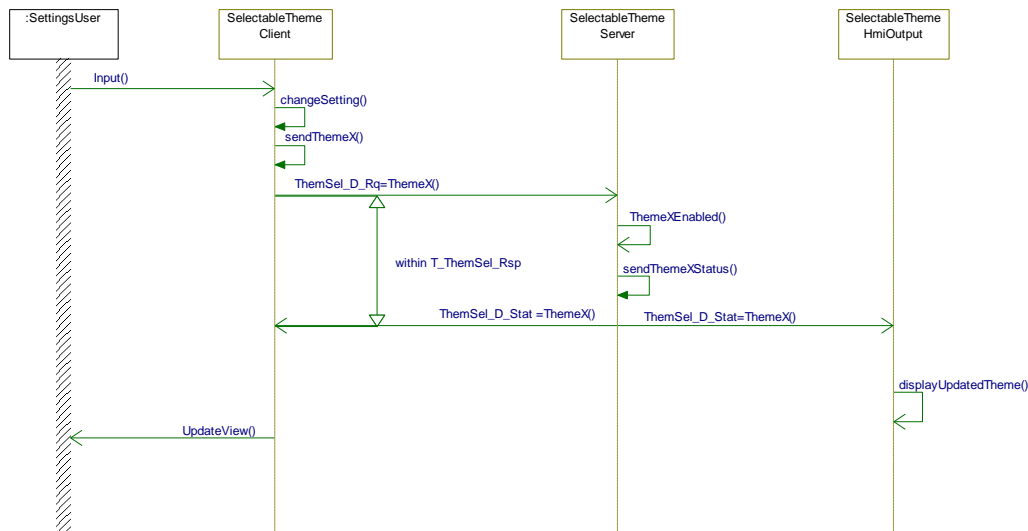 :SettingsUser
SelectableTheme
Client
SelectableTheme
Server
SelectableTheme
HmiOutput
Input()
changeSetting()
sendThemeX()
ThemSel_D_Rq=ThemeX()
ThemeXEnabled()
within T_ThemSel_Rsp
sendThemeXStatus()
ThemSel_D_Stat =ThemeX()
ThemSel_D_Stat=ThemeX()
displayUpdatedTheme()
UpdateView()